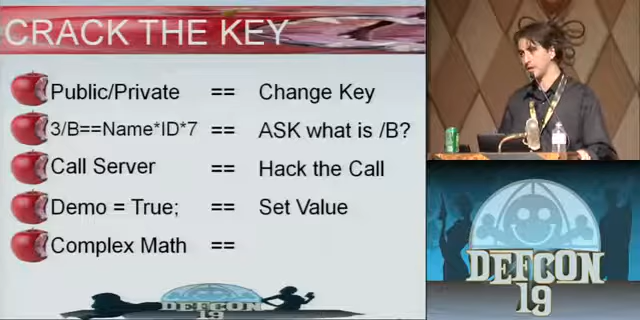 CRACK THE KEY
Public/Private == Change Key
3/B==Name*ID*7 == ASK what is /B?
Call Server == Hack the Call
Demo = True; == Set Value
Complex Math ==
DEFCON
19
DEFCON
19